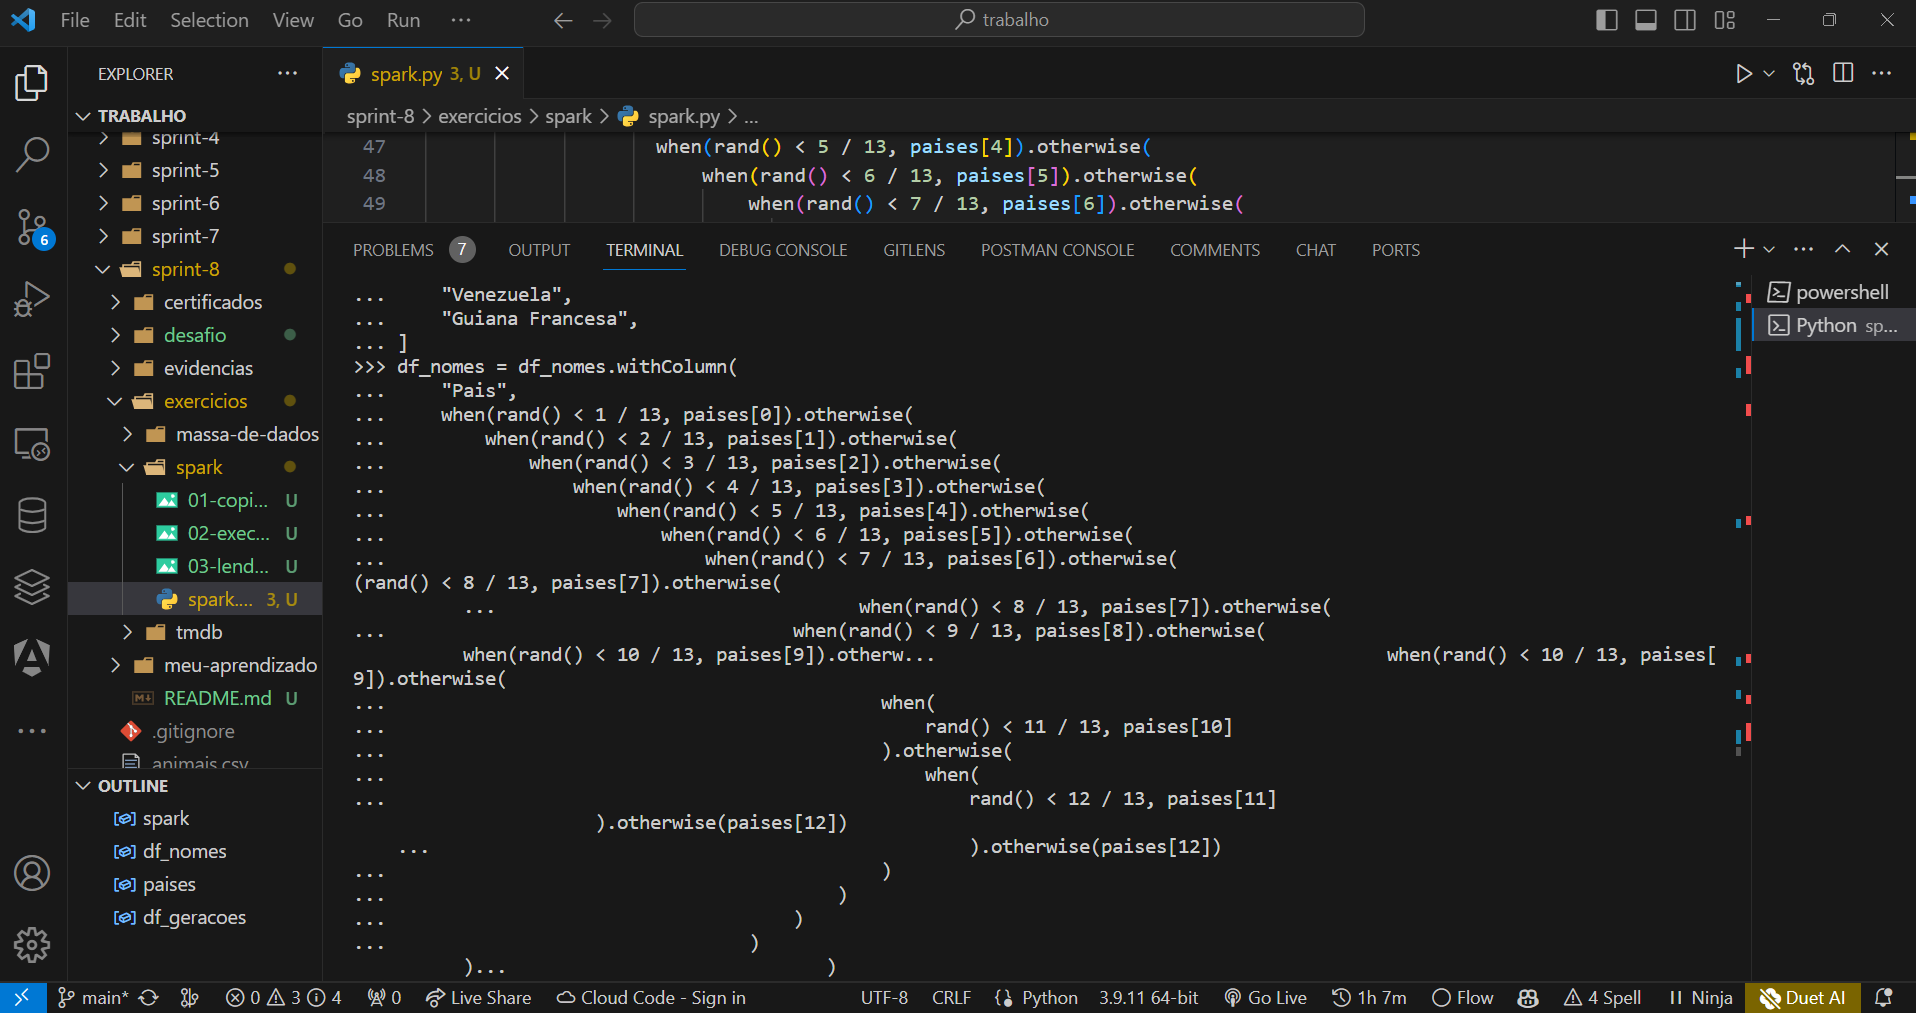 File Edit Selection View Go Run ··· trabalho
EXPLORER ···
TRABALHO
sprint-4
sprint-5
sprint-6
sprint-7
sprint-8
certificados
desafio
evidencias
exercicios
massa-de-dados
spark
01-copi... U
02-exec... U
03-lend... U
spark.... 3, U
tmdb
meu-aprendizado
README.md U
.gitignore
animais.csv
OUTLINE
spark
df_nomes
paises
df_geracoes
6
spark.py 3, U
sprint-8 > exercicios > spark > spark.py > ...
47 when(rand() < 5 / 13, paises[4]).otherwise(
48 when(rand() < 6 / 13, paises[5]).otherwise(
49 when(rand() < 7 / 13, paises[6]).otherwise(
PROBLEMS 7 OUTPUT TERMINAL DEBUG CONSOLE GITLENS POSTMAN CONSOLE COMMENTS CHAT PORTS
... "Venezuela",
... "Guiana Francesa",
... ]
>>> df_nomes = df_nomes.withColumn(
... "Pais",
... when(rand() < 1 / 13, paises[0]).otherwise(
... when(rand() < 2 / 13, paises[1]).otherwise(
... when(rand() < 3 / 13, paises[2]).otherwise(
... when(rand() < 4 / 13, paises[3]).otherwise(
... when(rand() < 5 / 13, paises[4]).otherwise(
... when(rand() < 6 / 13, paises[5]).otherwise(
... when(rand() < 7 / 13, paises[6]).otherwise(
(rand() < 8 / 13, paises[7]).otherwise(
... when(rand() < 8 / 13, paises[7]).otherwise(
... when(rand() < 9 / 13, paises[8]).otherwise(
when(rand() < 10 / 13, paises[9]).otherw... when(rand() < 10 / 13, paises[
9]).otherwise(
... when(
... rand() < 11 / 13, paises[10]
... ).otherwise(
... when(
... rand() < 12 / 13, paises[11]
).otherwise(paises[12])
... ).otherwise(paises[12])
... )
... )
... )
... )
)... )
powershell
Python sp...
main* 0 3 4 0 Live Share Cloud Code - Sign in UTF-8 CRLF Python 3.9.11 64-bit Go Live 1h 7m Flow 4 Spell Ninja Duet AI